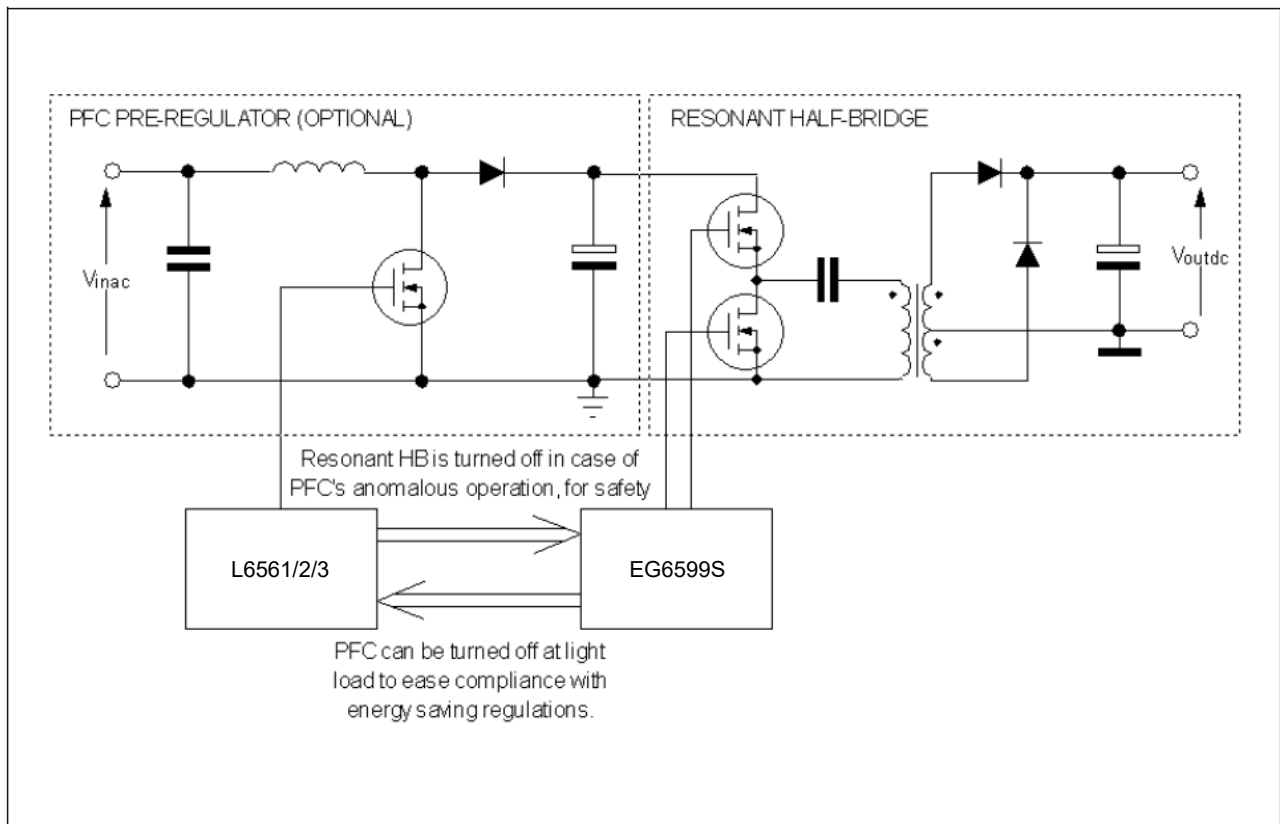 PFC PRE-REGULATOR (OPTIONAL)
RESONANT HALF-BRIDGE
Vinac
Voutdc
Resonant HB is turned off in case of
PFC's anomalous operation, for safety
L6561/2/3
EG6599S
PFC can be turned off at light
load to ease compliance with
energy saving regulations.